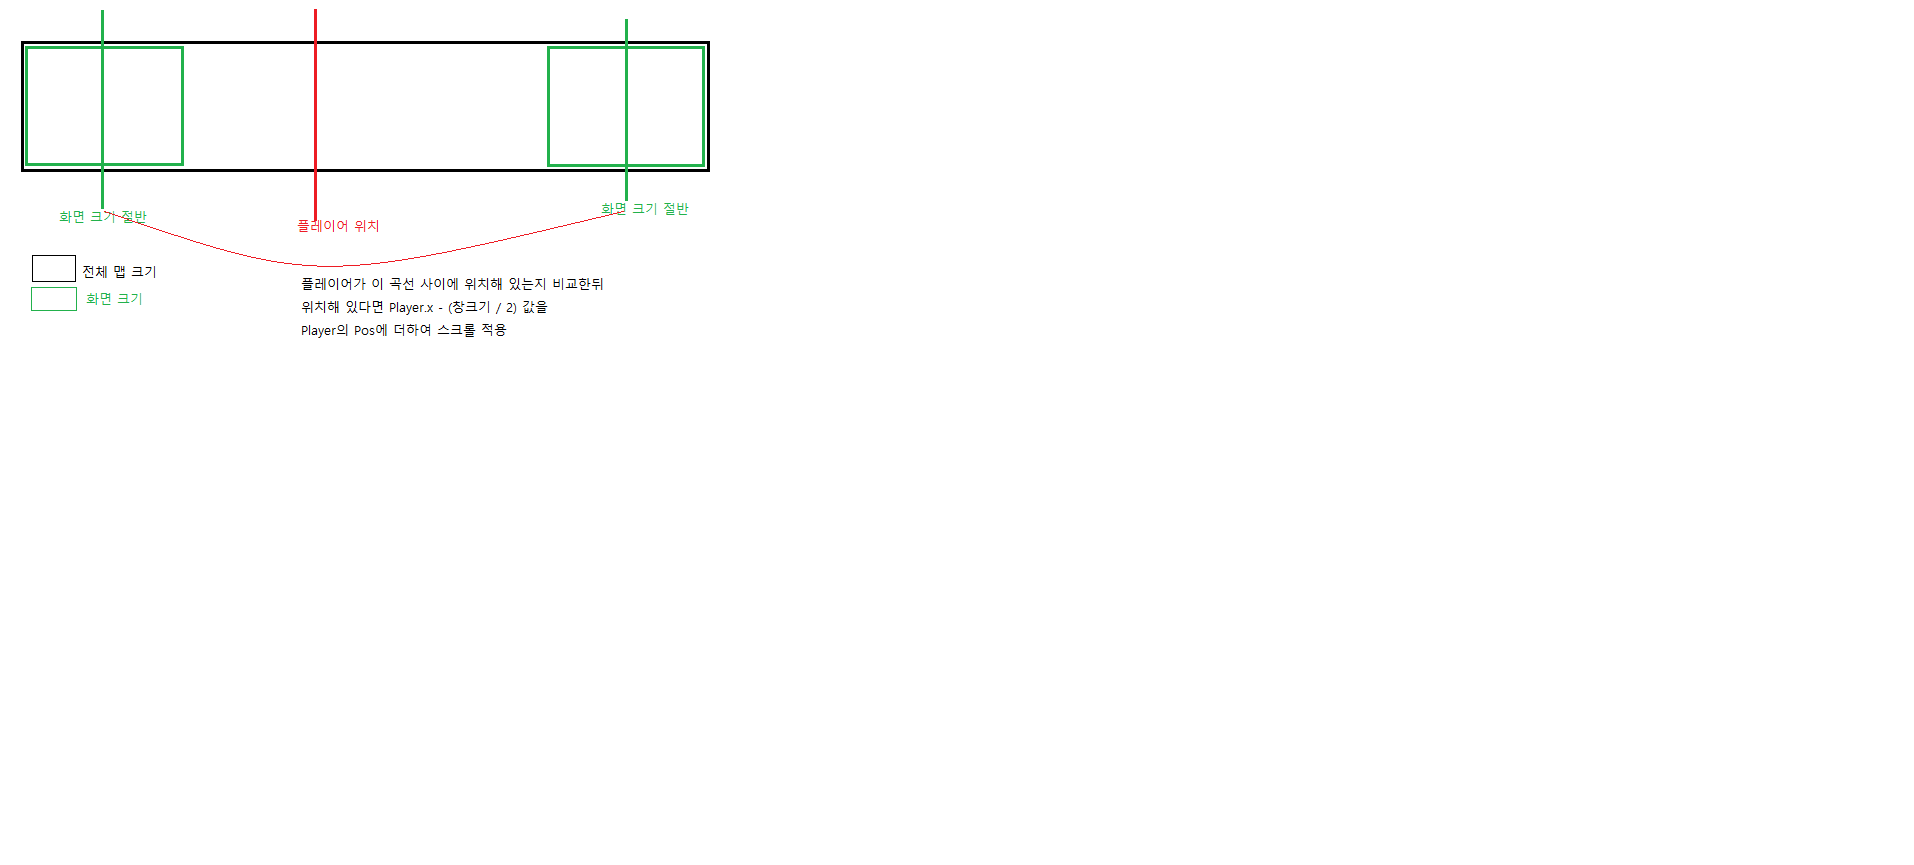 화면 크기 절반
플레이어 위치
화면 크기 절반
전체 맵 크기
화면 크기
플레이어가 이 곡선 사이에 위치해 있는지 비교한뒤
위치해 있다면 Player.x - (창크기 / 2) 값을
Player의 Pos에 더하여 스크롤 적용